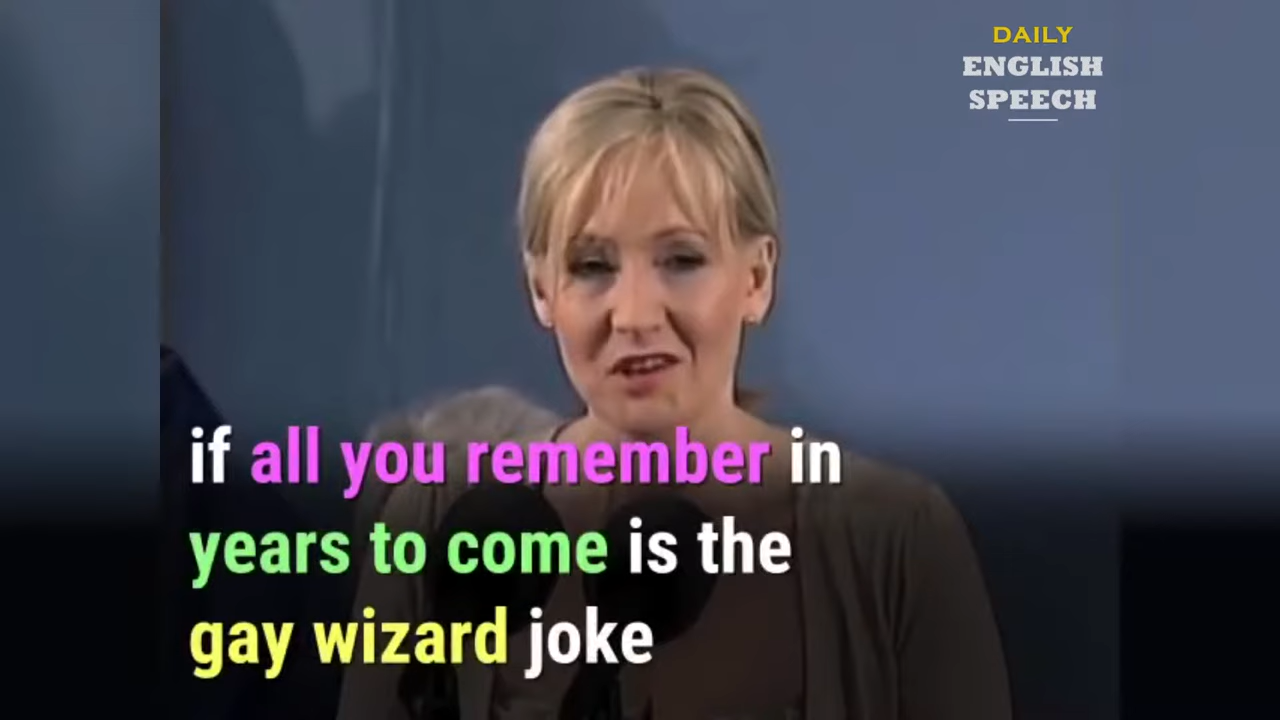 DAILY
ENGLISH
SPEECH
if all you remember in
years to come is the
gay wizard joke